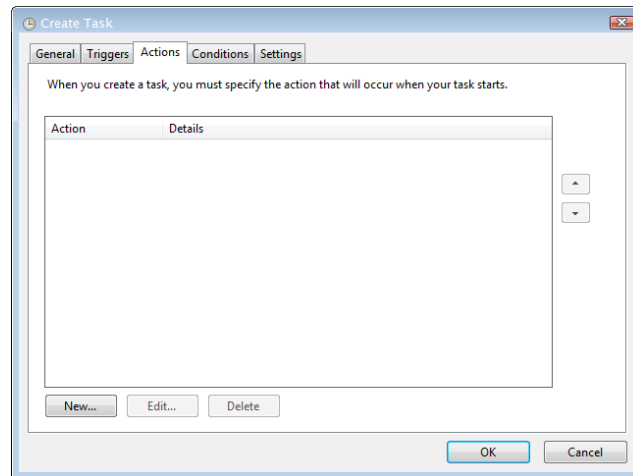 Create Task
General Triggers Actions Conditions Settings
When you create a task, you must specify the action that will occur when your task starts.
Action Details
New... Edit... Delete
OK Cancel